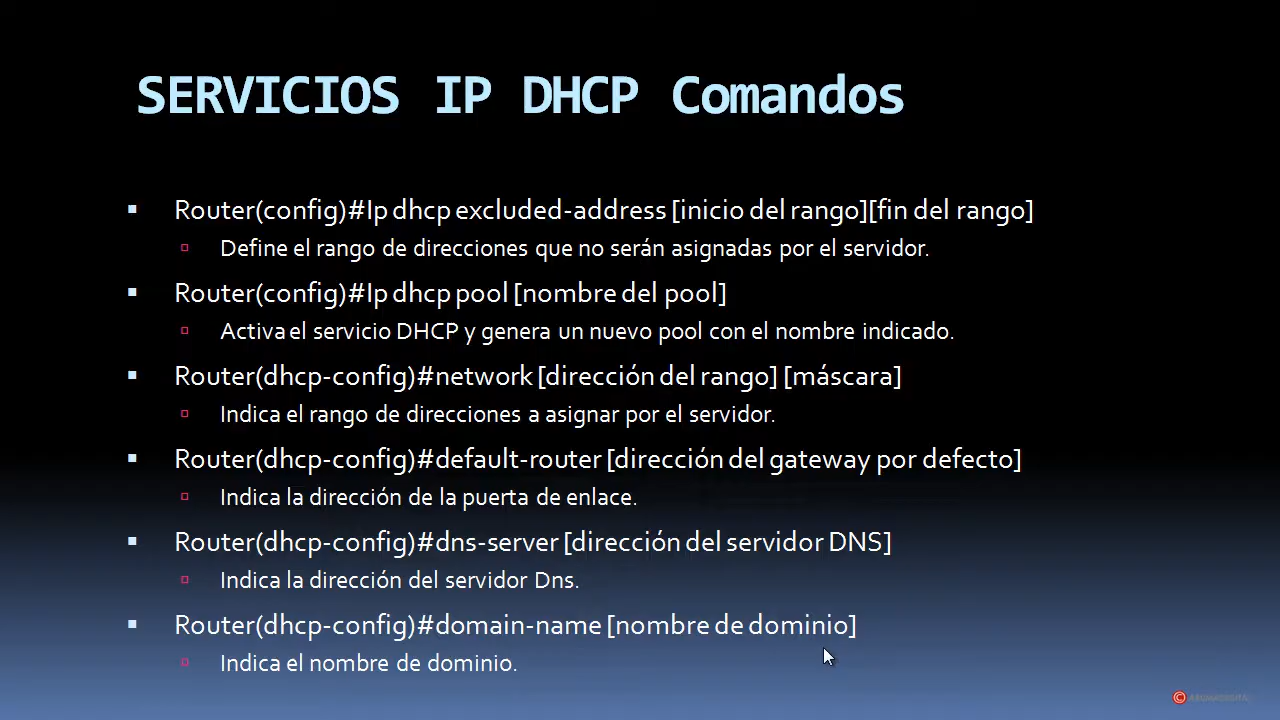 SERVICIOS IP DHCP Comandos
Router(config)#Ip dhcp excluded-address [inicio del rango][fin del rango]
Define el rango de direcciones que no serán asignadas por el servidor.
Router(config)#Ip dhcp pool [nombre del pool]
Activa el servicio DHCP y genera un nuevo pool con el nombre indicado.
Router(dhcp-config)#network [dirección del rango] [máscara]
Indica el rango de direcciones a asignar por el servidor.
Router(dhcp-config)#default-router [dirección del gateway por defecto]
Indica la dirección de la puerta de enlace.
Router(dhcp-config)#dns-server [dirección del servidor DNS]
Indica la dirección del servidor Dns.
Router(dhcp-config)#domain-name [nombre de dominio]
Indica el nombre de dominio.
©